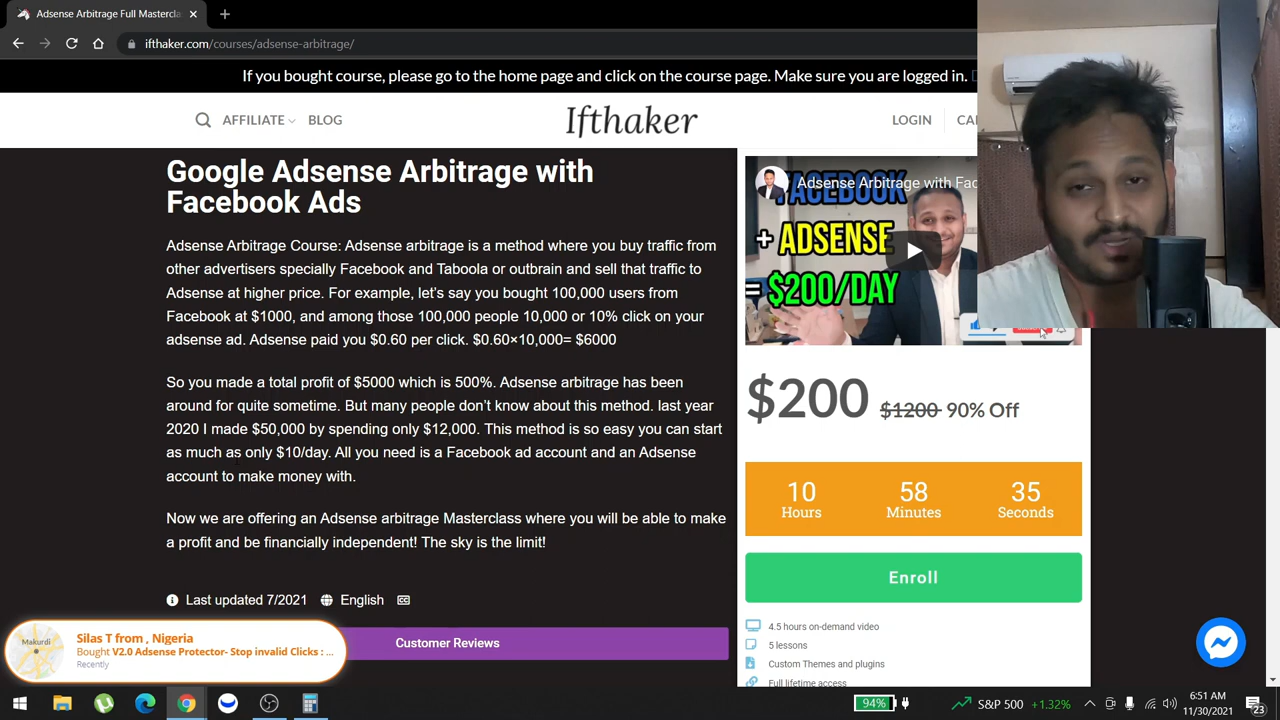 Adsense Arbitrage Full Mastercla
ifthaker.com/courses/adsense-arbitrage/
If you bought course, please go to the home page and click on the course page. Make sure you are logged in.
AFFILIATE BLOG
Ifthaker
LOGIN
Google Adsense Arbitrage with
Facebook Ads
Adsense Arbitrage Course: Adsense arbitrage is a method where you buy traffic from
other advertisers specially Facebook and Taboola or outbrain and sell that traffic to
Adsense at higher price. For example, let's say you bought 100,000 users from
Facebook at $1000, and among those 100,000 people 10,000 or 10% click on your
adsense ad. Adsense paid you $0.60 per click. $0.60×10,000= $6000
So you made a total profit of $5000 which is 500%. Adsense arbitrage has been
around for quite sometime. But many people don't know about this method. last year
2020 I made $50,000 by spending only $12,000. This method is so easy you can start
as much as only $10/day. All you need is a Facebook ad account and an Adsense
account to make money with.
Now we are offering an Adsense arbitrage Masterclass where you will be able to make
a profit and be financially independent! The sky is the limit!
Last updated 7/2021 English
Customer Reviews
Adsense Arbitrage with Fac
FACEBOOK
+ ADSENSE
= $200/DAY
$200 $1200 90% Off
10 58 35
Hours Minutes Seconds
Enroll
4.5 hours on-demand video
5 lessons
Custom Themes and plugins
Full lifetime access
Makurdi
Silas T from , Nigeria
Bought V2.0 Adsense Protector- Stop invalid Clicks : ...
Recently
94%
S&P 500 +1.32%
6:51 AM
11/30/2021
23